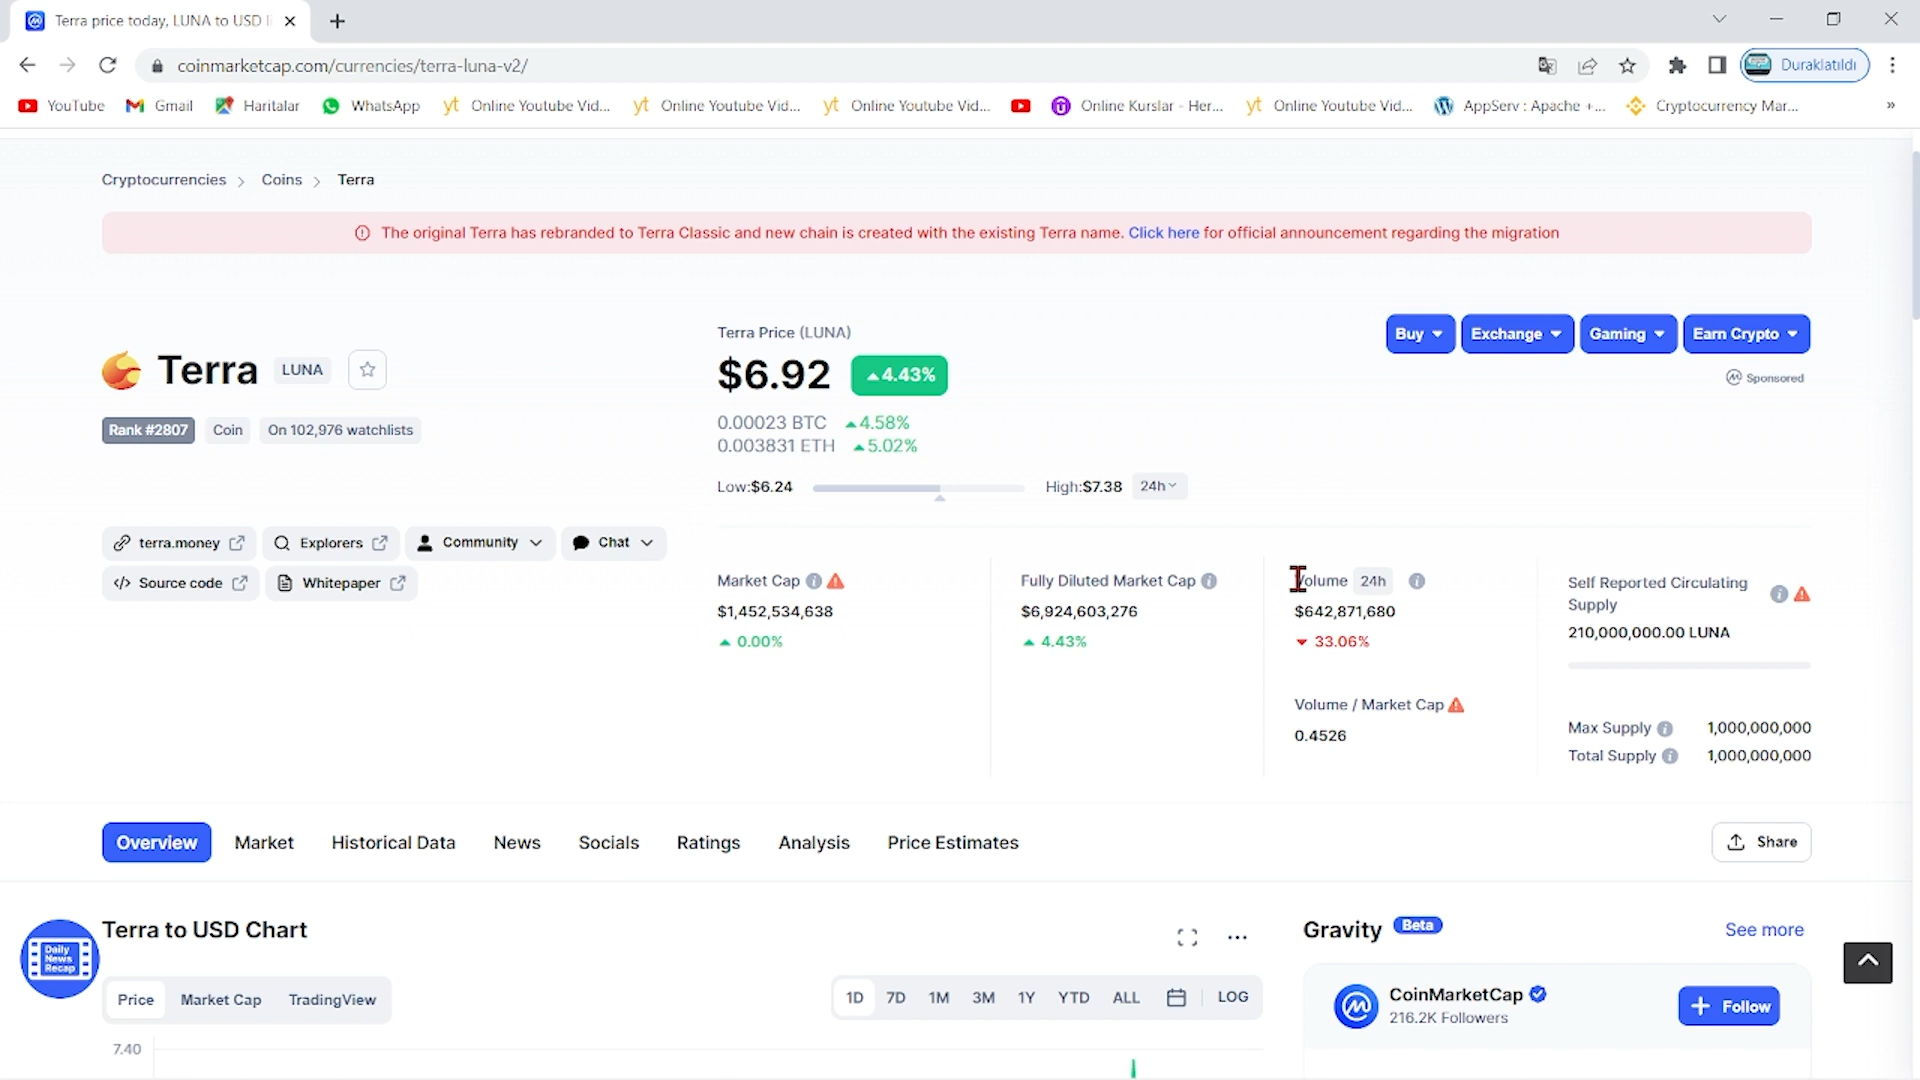 Terra price today, LUNA to USD l
coinmarketcap.com/currencies/terra-luna-v2/
Duraklatıldı
YouTube
Gmail
Haritalar
WhatsApp
yt Online Youtube Vid...
yt Online Youtube Vid...
yt Online Youtube Vid...
Online Kurslar - Her...
yt Online Youtube Vid...
AppServ : Apache +...
Cryptocurrency Mar...
»
Cryptocurrencies > Coins > Terra
The original Terra has rebranded to Terra Classic and new chain is created with the existing Terra name. Click here for official announcement regarding the migration
Terra LUNA
Rank #2807 Coin On 102,976 watchlists
terra.money Explorers Community Chat
Source code Whitepaper
Terra Price (LUNA)
$6.92 4.43%
0.00023 BTC 4.58%
0.003831 ETH 5.02%
Low:$6.24 High:$7.38 24h
Buy Exchange Gaming Earn Crypto
Sponsored
Market Cap
$1,452,534,638
0.00%
Fully Diluted Market Cap
$6,924,603,276
4.43%
Volume 24h
$642,871,680
33.06%
Volume / Market Cap
0.4526
Self Reported Circulating
Supply
210,000,000.00 LUNA
Max Supply 1,000,000,000
Total Supply 1,000,000,000
Overview Market Historical Data News Socials Ratings Analysis Price Estimates Share
Terra to USD Chart
Daily
News
Recap
Price Market Cap TradingView
1D 7D 1M 3M 1Y YTD ALL LOG
7.40
Gravity Beta See more
CoinMarketCap
216.2K Followers
+ Follow